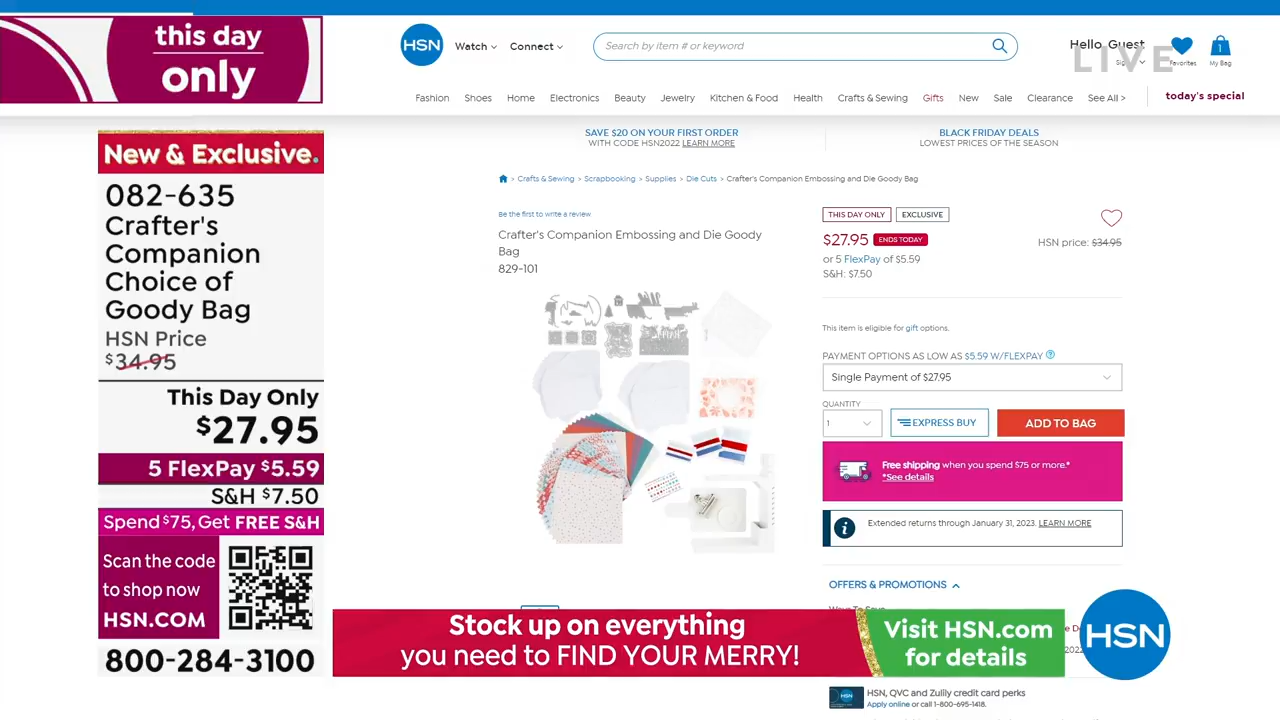 this day
only
New & Exclusive.
082-635
Crafter's
Companion
Choice of
Goody Bag
HSN Price
$34.95
This Day Only
$27.95
5 FlexPay $5.59
S&H $7.50
Spend $75, Get FREE S&H
Scan the code
to shop now
HSN.COM
800-284-3100
HSN
Watch
Connect
Search by item # or keyword
Hello, Guest
LIVE
Favorites
1
My Bag
Fashion Shoes Home Electronics Beauty Jewelry Kitchen & Food Health Crafts & Sewing Gifts New Sale Clearance See All >
today's special
SAVE $20 ON YOUR FIRST ORDER
WITH CODE HSN2022 LEARN MORE
BLACK FRIDAY DEALS
LOWEST PRICES OF THE SEASON
> Crafts & Sewing > Scrapbooking > Supplies > Die Cuts > Crafter's Companion Embossing and Die Goody Bag
Be the first to write a review
Crafter's Companion Embossing and Die Goody
Bag
829-101
THIS DAY ONLY
EXCLUSIVE
$27.95 ENDS TODAY
HSN price: $34.95
or 5 FlexPay of $5.59
S&H: $7.50
This item is eligible for gift options.
PAYMENT OPTIONS AS LOW AS $5.59 W/FLEXPAY ?
Single Payment of $27.95
QUANTITY
1
EXPRESS BUY
ADD TO BAG
Free shipping when you spend $75 or more.*
*See details
Extended returns through January 31, 2023. LEARN MORE
OFFERS & PROMOTIONS
Stock up on everything
you need to FIND YOUR MERRY!
Visit HSN.com
for details
HSN
HSN, QVC and Zulily credit card perks
Apply online or call 1-800-695-1418.